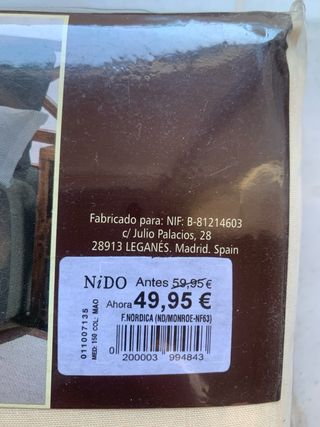 Fabricado para: NIF: B-81214603
c/ Julio Palacios, 28
28913 LEGANÉS. Madrid. Spain
NiDO Antes 59,95€
Ahora 49,95 €
F.NORDICA (ND/MONROE-NF63)
0 200003 994843
011007135
MED: 150 COL: MAO